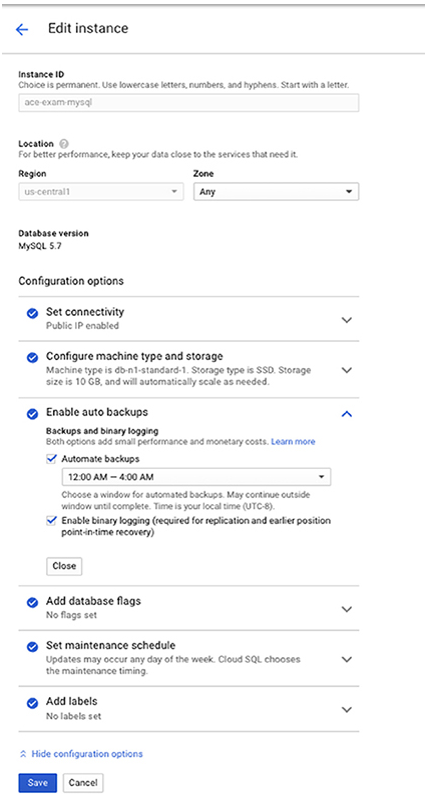 Edit instance
Instance ID
Choice is permanent. Use lowercase letters, numbers, and hyphens. Start with a letter.
ace-exam-mysql
Location
For better performance, keep your data close to the services that need it.
Region
Zone
us-central1
Any
Database version
MySQL 5.7
Configuration options
Set connectivity
Public IP enabled
Configure machine type and storage
Machine type is db-n1-standard-1. Storage type is SSD. Storage
size is 10 GB, and will automatically scale as needed.
Enable auto backups
Backups and binary logging
Both options add small performance and monetary costs. Learn more
Automate backups
12:00 AM — 4:00 AM
Choose a window for automated backups. May continue outside
window until complete. Time is your local time (UTC-8).
Enable binary logging (required for replication and earlier position
point-in-time recovery)
Close
Add database flags
No flags set
Set maintenance schedule
Updates may occur any day of the week. Cloud SQL chooses
the maintenance timing.
Add labels
No labels set
Hide configuration options
Save
Cancel